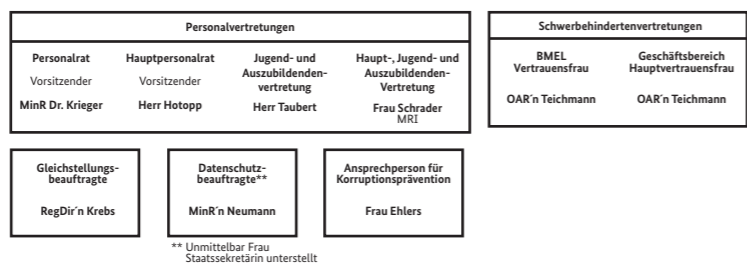 Personalvertretungen
Personalrat
Vorsitzender
MinR Dr. Krieger
Hauptpersonalrat
Vorsitzender
Herr Hotopp
Jugend- und
Auszubildenden-
vertretung
Herr Taubert
Haupt-, Jugend- und
Auszubildenden-
Vertretung
Frau Schrader
MRI
Schwerbehindertenvertretungen
BMEL
Vertrauensfrau
OAR´n Teichmann
Geschäftsbereich
Hauptvertrauensfrau
OAR´n Teichmann
Gleichstellungs-
beauftragte
RegDir´n Krebs
Datenschutz-
beauftragte**
MinR´n Neumann
Ansprechperson für
Korruptionsprävention
Frau Ehlers
** Unmittelbar Frau
Staatssekretärin unterstellt